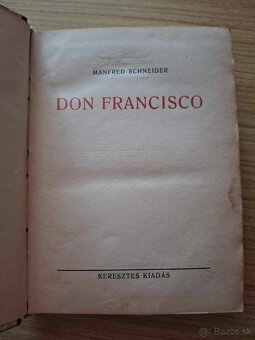 MANFRED SCHNEIDER
DON FRANCISCO
KERESZTES KIADÁS
Bazos.sk